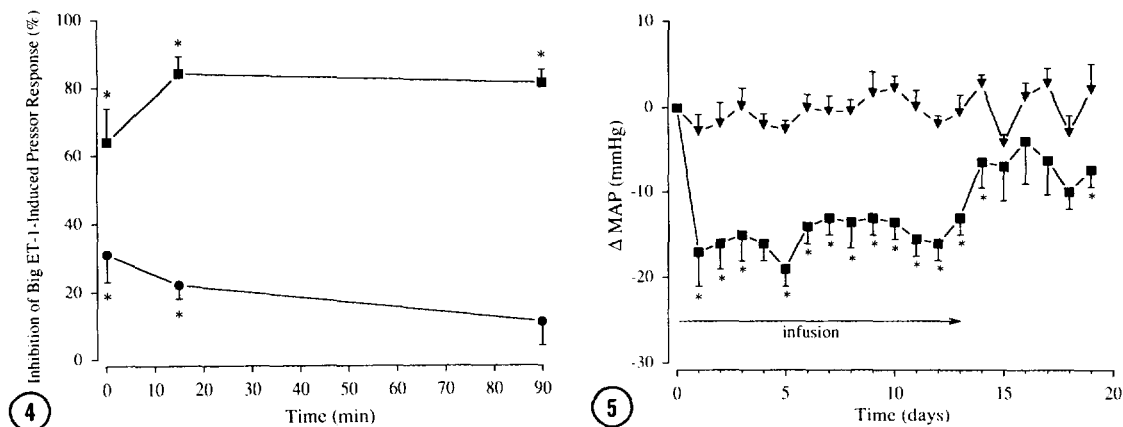 Inhibition of Big ET-1-Induced Pressor Response (%)
100
80
60
40
20
0
*
*
*
*
*
0 10 20 30 40 50 60 70 80 90
Time (min)
4
Δ MAP (mmHg)
10
0
-10
-20
-30
* * * * * * * * * * * * * *
infusion
0 5 10 15 20
Time (days)
5